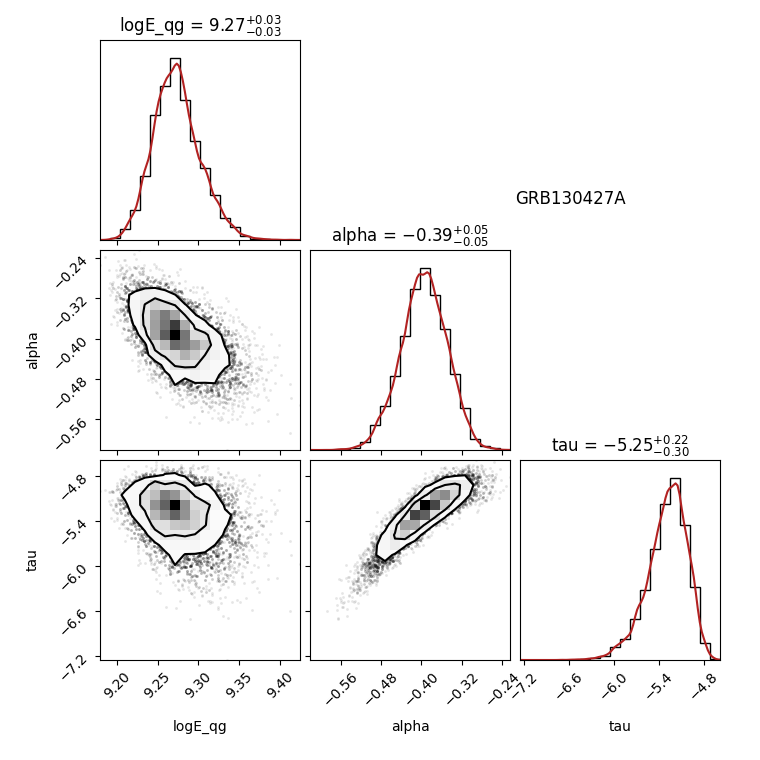 logE_qg = 9.27^{+0.03}_{−0.03}
GRB130427A
alpha = −0.39^{+0.05}_{−0.05}
−0.24
−0.32
−0.40
−0.48
−0.56
alpha
tau = −5.25^{+0.22}_{−0.30}
−4.8
−5.4
−6.0
−6.6
−7.2
tau
9.20 9.25 9.30 9.35 9.40
−0.56 −0.48 −0.40 −0.32 −0.24
−7.2 −6.6 −6.0 −5.4 −4.8
logE_qg alpha tau